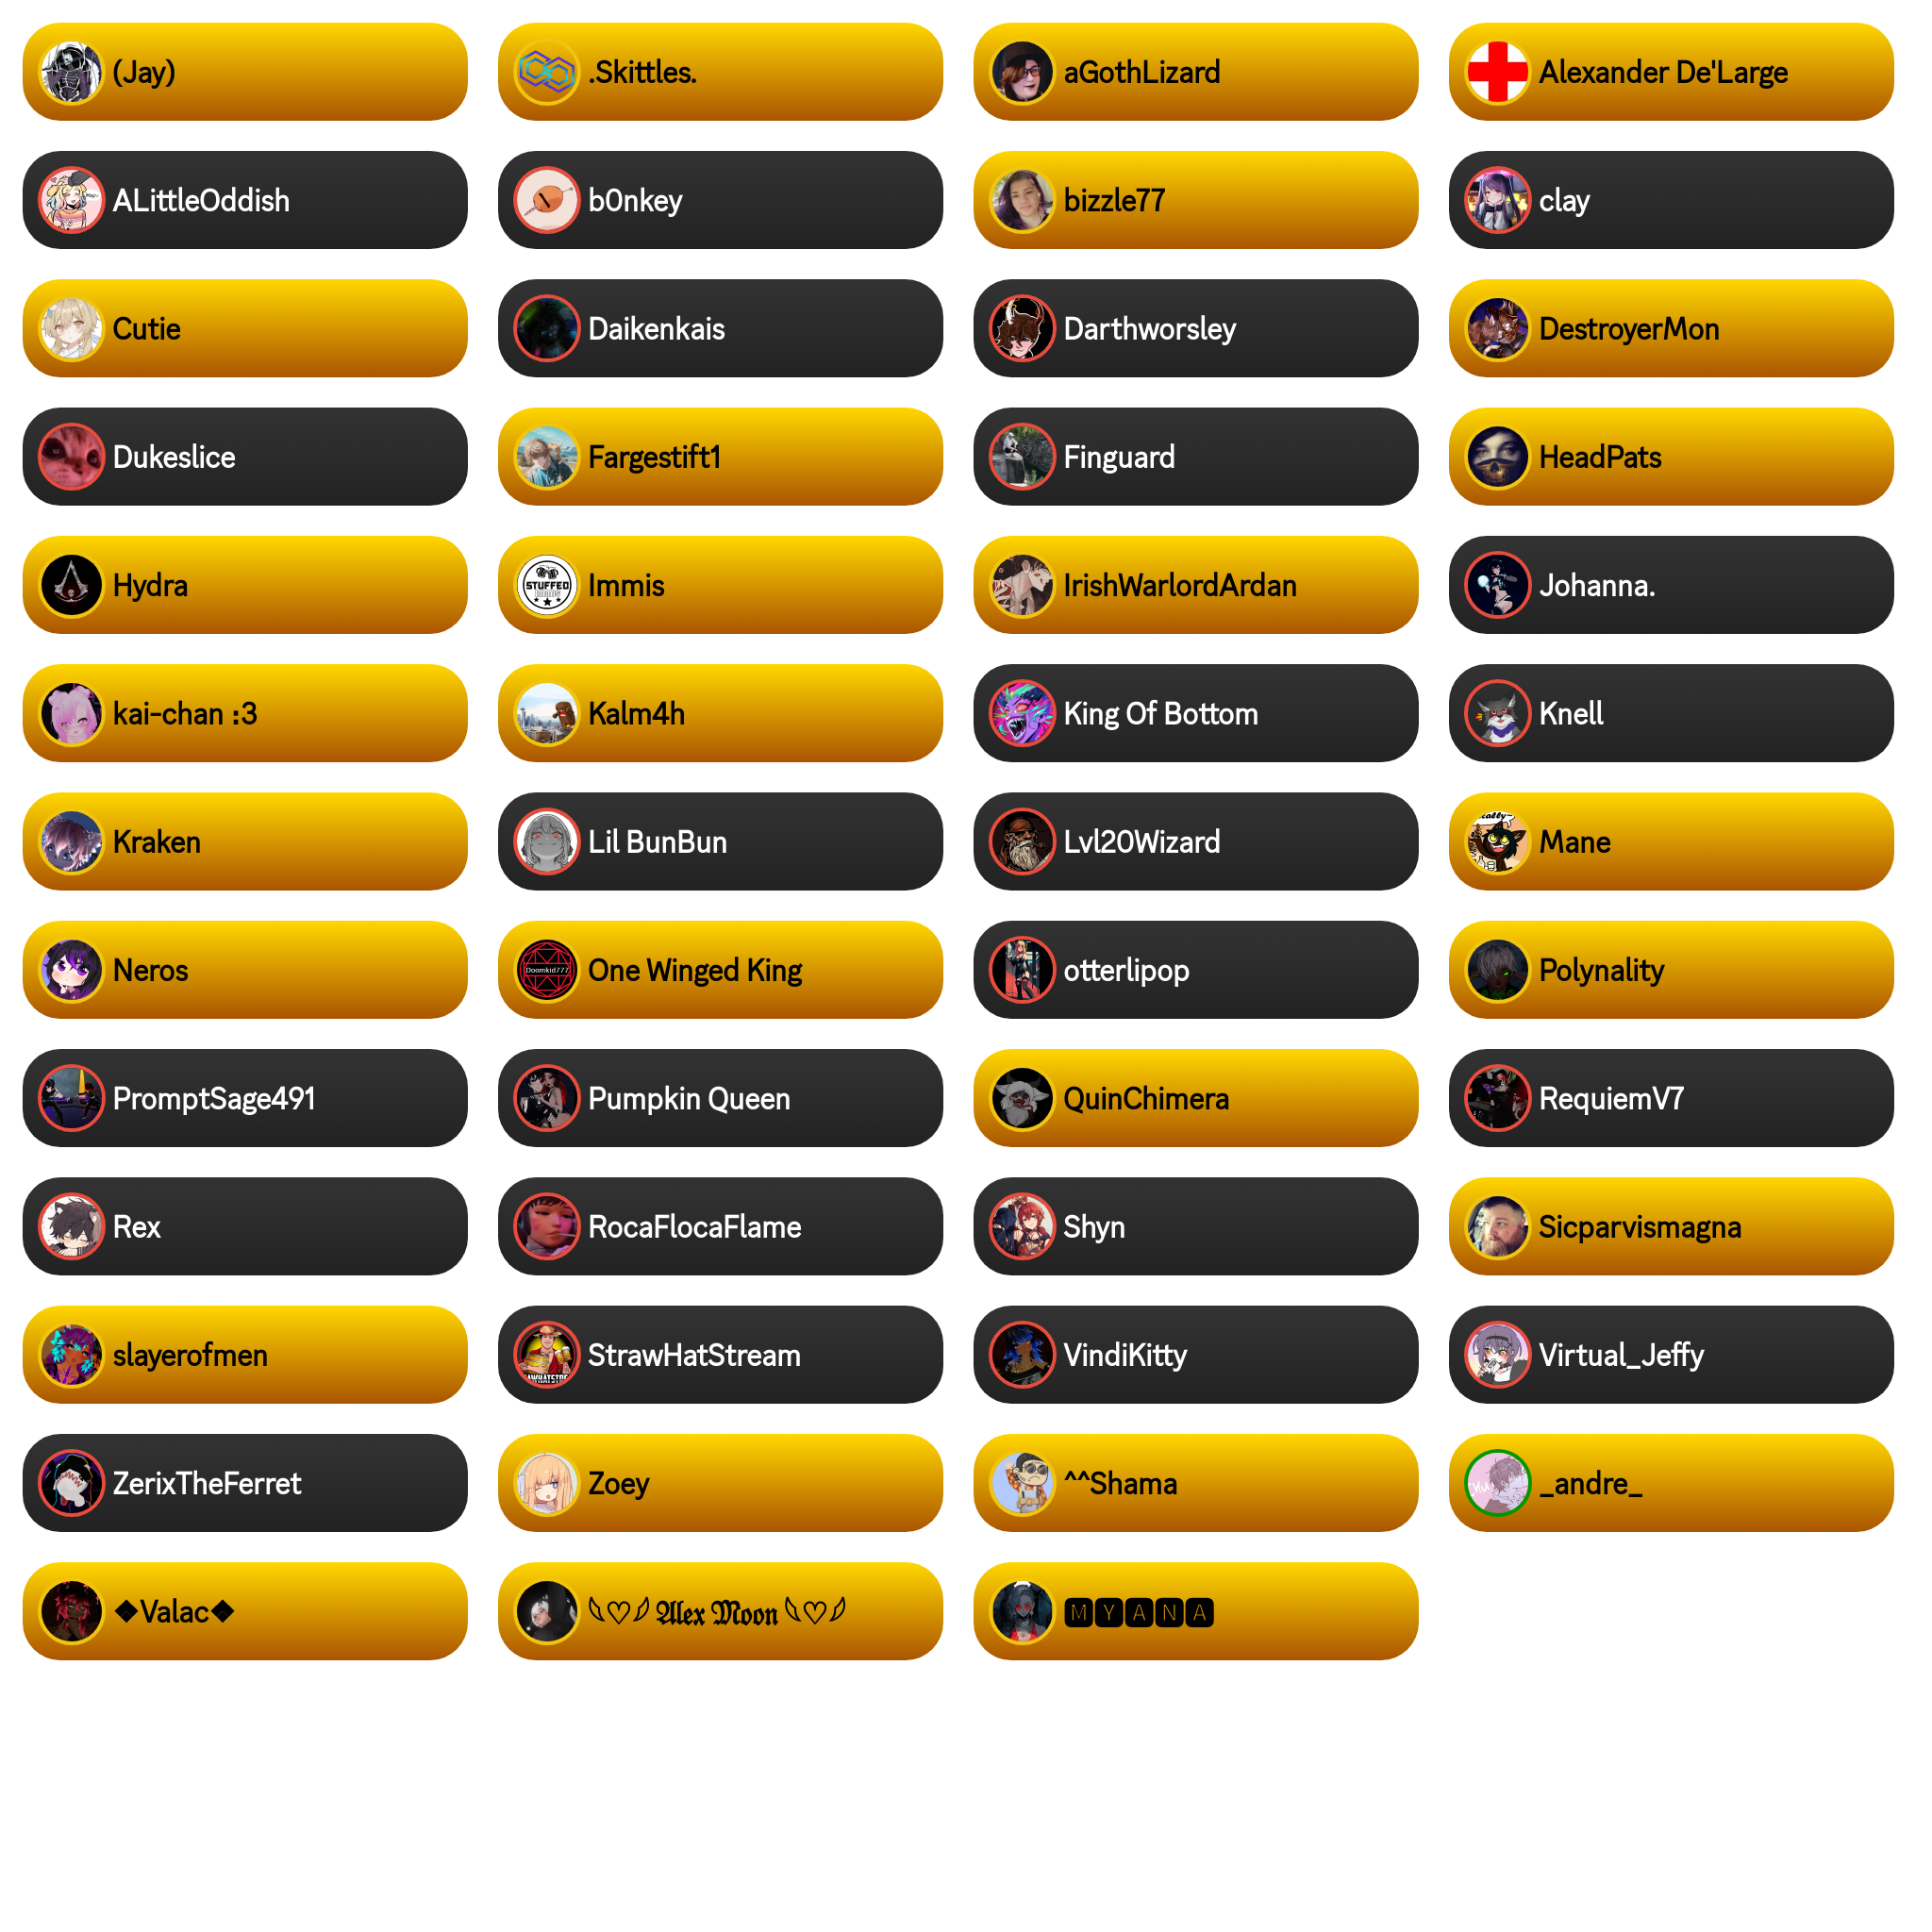 (Jay)
.Skittles.
aGothLizard
Alexander De'Large
ALittleOddish
b0nkey
bizzle77
clay
Cutie
Daikenkais
Darthworsley
DestroyerMon
Dukeslice
Fargestift1
Finguard
HeadPats
Hydra
STUFFED
Immis
IrishWarlordArdan
Johanna.
kai-chan :3
Kalm4h
King Of Bottom
Knell
Kraken
Lil BunBun
Lvl20Wizard
Mane
Neros
Doomkid777
One Winged King
otterlipop
Polynality
PromptSage491
Pumpkin Queen
QuinChimera
RequiemV7
Rex
RocaFlocaFlame
Shyn
Sicparvismagna
slayerofmen
StrawHatStream
VindiKitty
Virtual_Jeffy
ZerixTheFerret
Zoey
^^Shama
_andre_
❖Valac❖
𝕬𝖑𝖊𝖝 𝕸𝖔𝖔𝖓
🅼🆈🅰🅽🅰